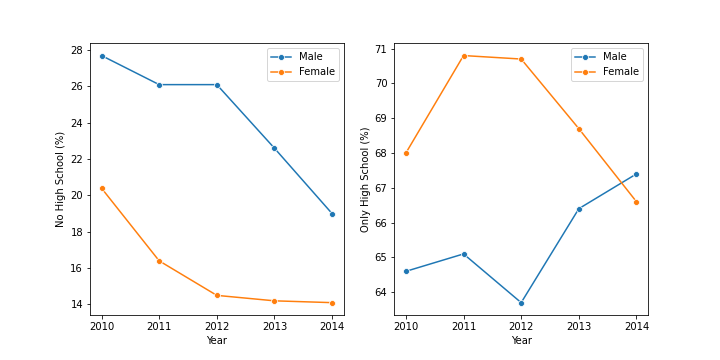 28
26
24
22
20
18
16
14
No High School (%)
2010 2011 2012 2013 2014
Year
Male
Female
71
70
69
68
67
66
65
64
Only High School (%)
2010 2011 2012 2013 2014
Year
Male
Female